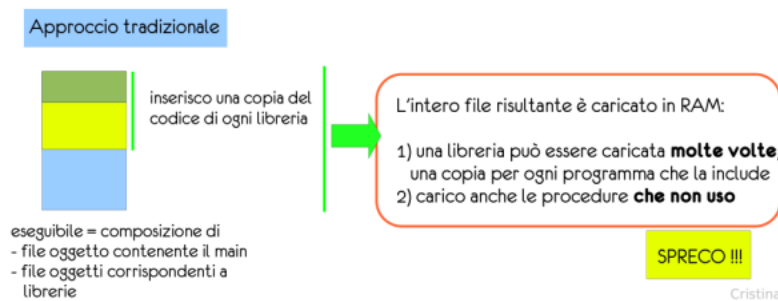 Approccio tradizionale
inserisco una copia del
codice di ogni libreria
eseguibile = composizione di
- file oggetto contenente il main
- file oggetti corrispondenti a
librerie
L'intero file risultante è caricato in RAM:
1) una libreria può essere caricata molte volte,
una copia per ogni programma che la include
2) carico anche le procedure che non uso
SPRECO !!!
Cristina